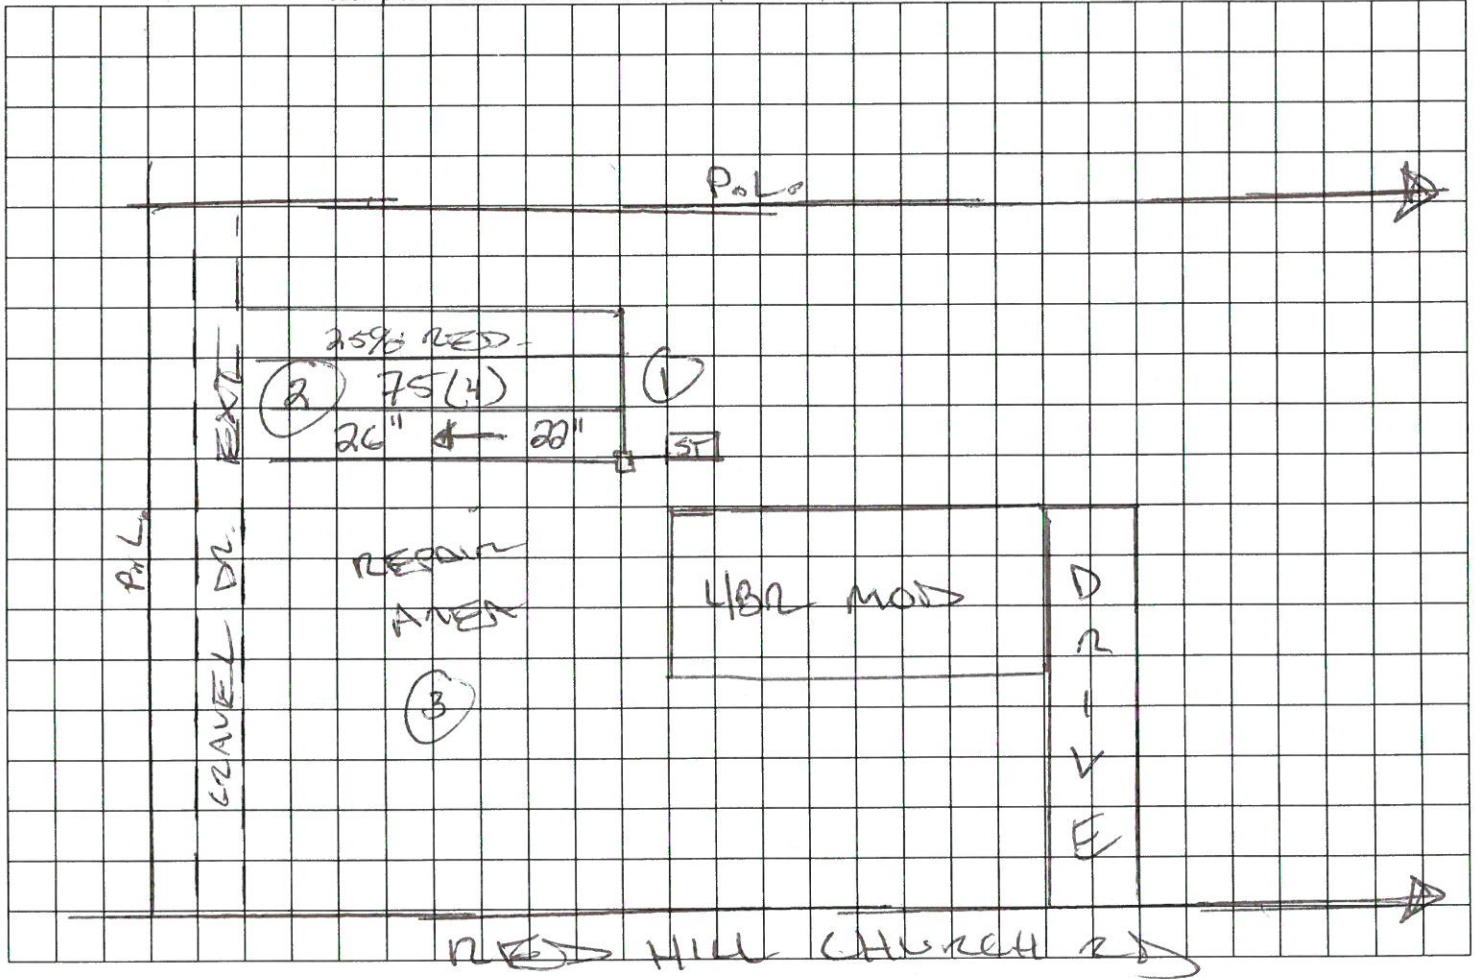 P.L.
25% RED.
2 75(4)
1
26" ← 22"
ST
P.L.
GRAVEL DR. EXT
REPAIR
AREA
3
4BR MOD
DRIVE
RED HILL CHURCH RD